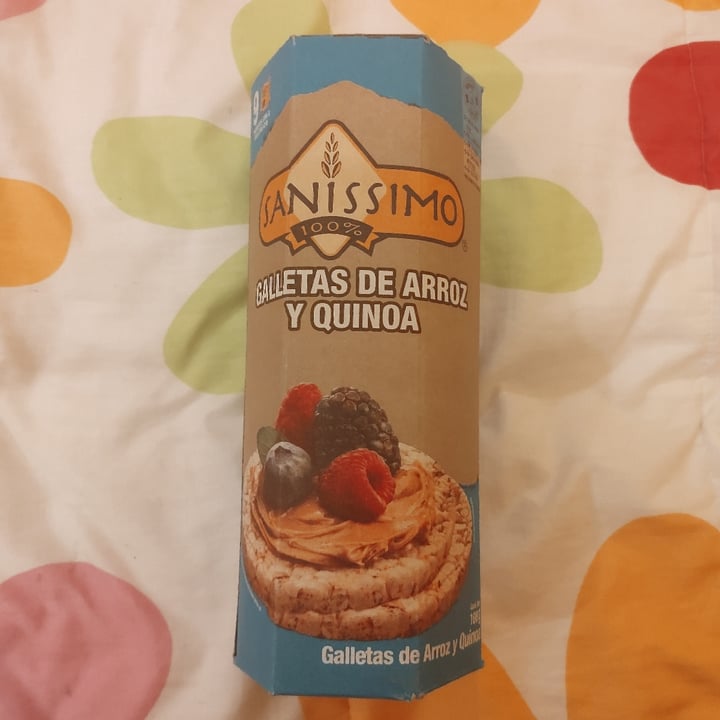 SANISSIMO
100%
®
GALLETAS DE ARROZ
Y QUINOA
Galletas de Arroz y Quinoa